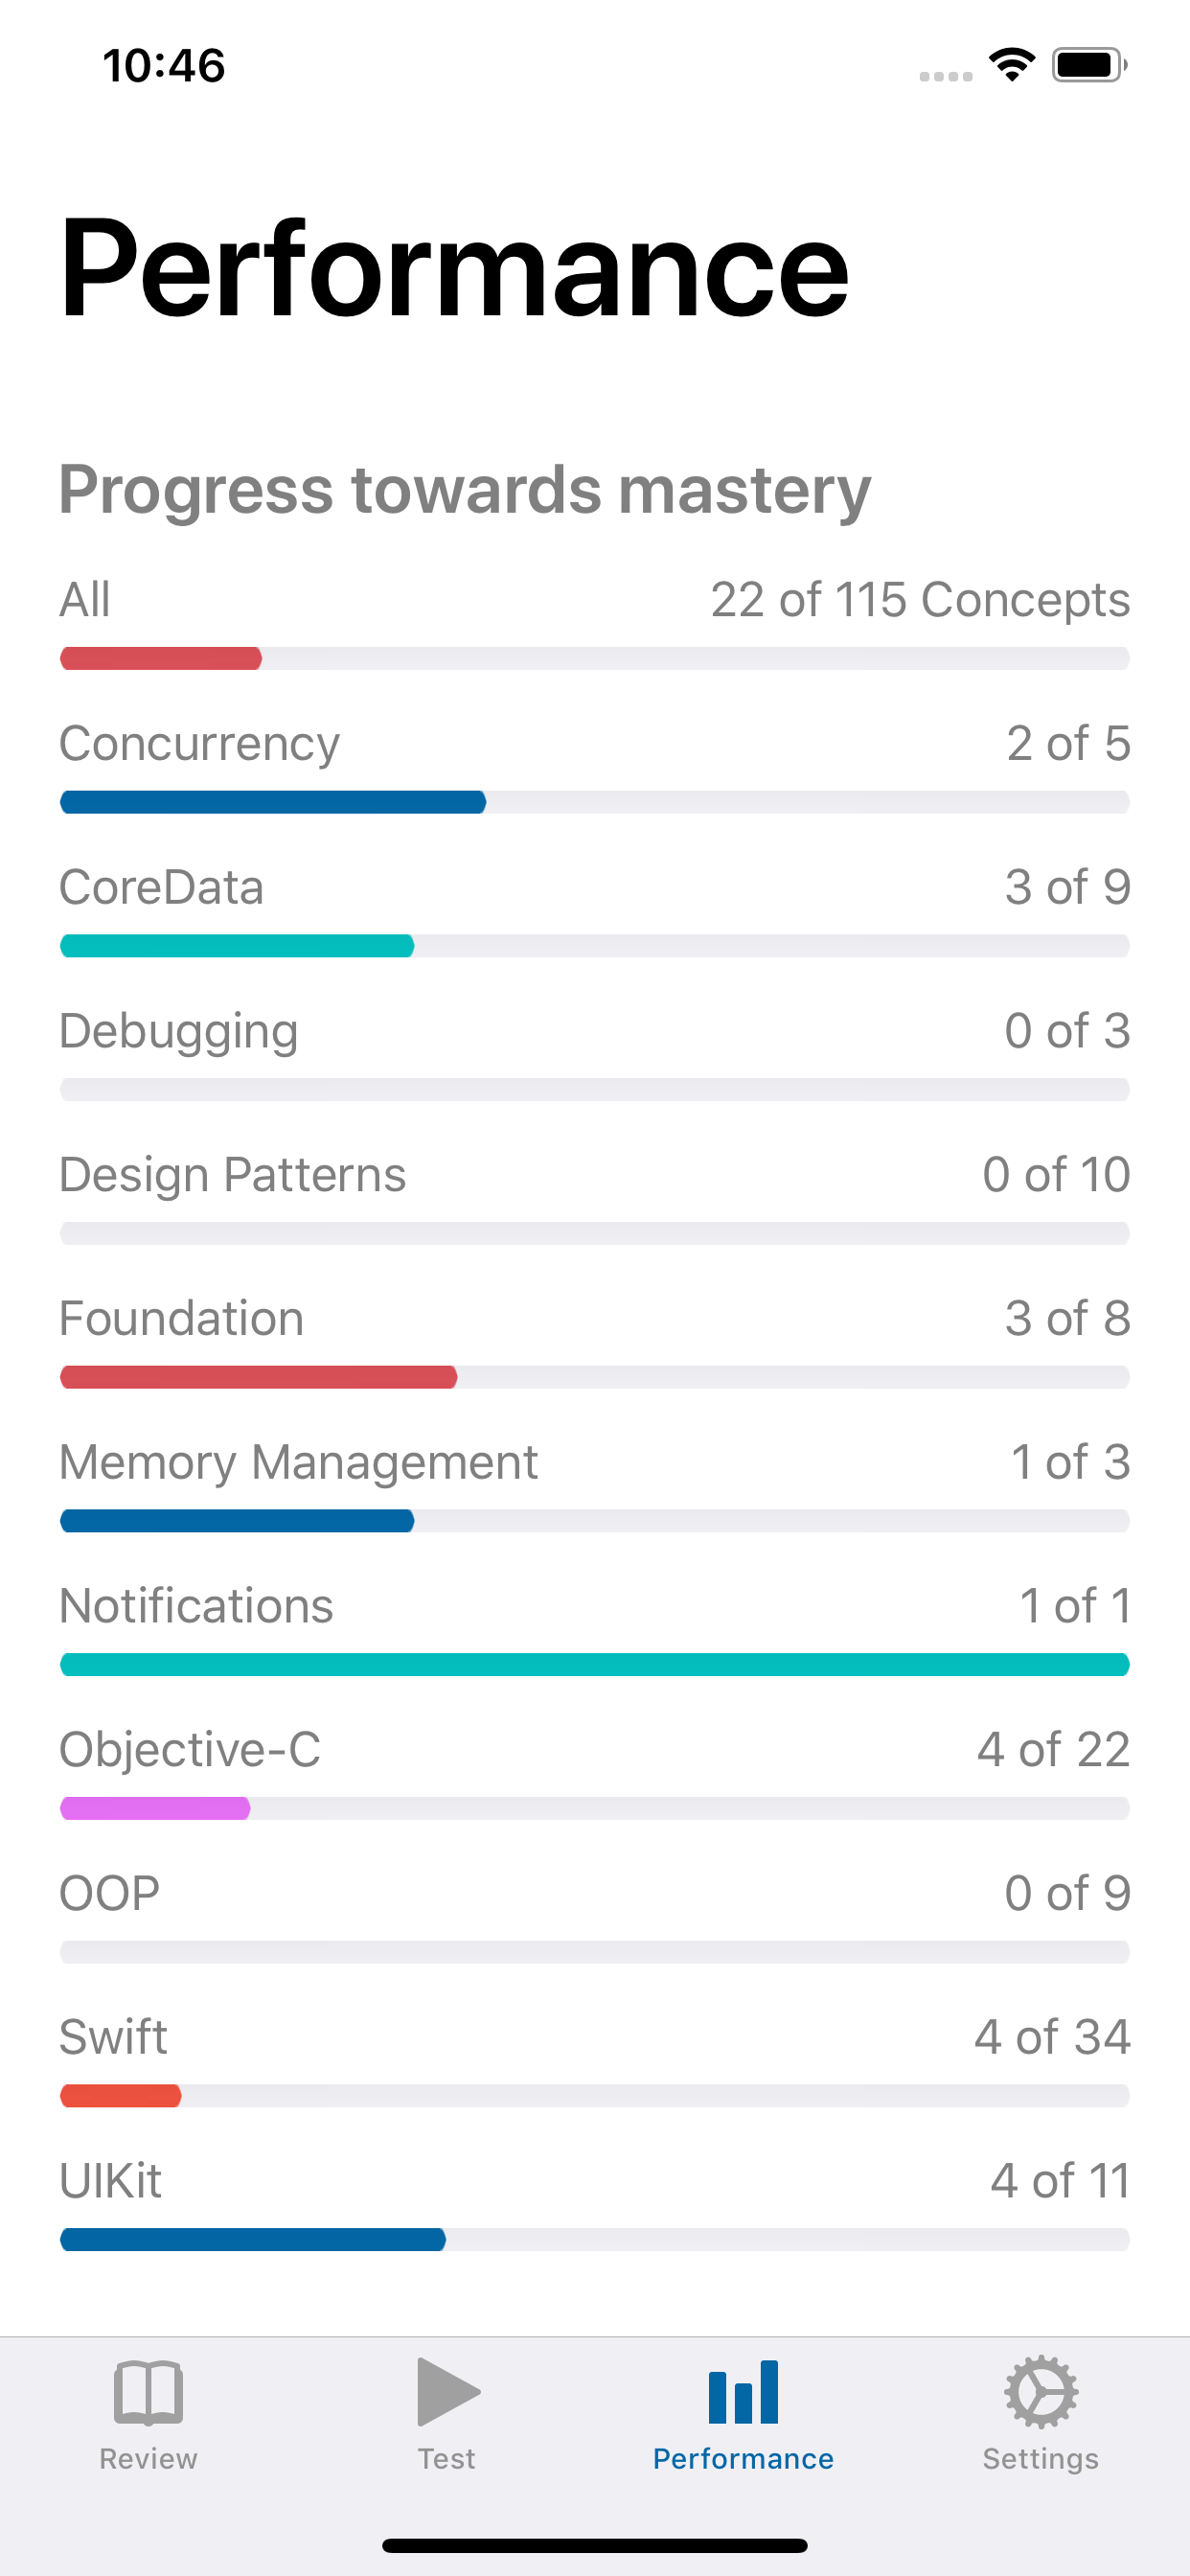 10:46
Performance
Progress towards mastery
All 22 of 115 Concepts
Concurrency 2 of 5
CoreData 3 of 9
Debugging 0 of 3
Design Patterns 0 of 10
Foundation 3 of 8
Memory Management 1 of 3
Notifications 1 of 1
Objective-C 4 of 22
OOP 0 of 9
Swift 4 of 34
UIKit 4 of 11
Review Test Performance Settings